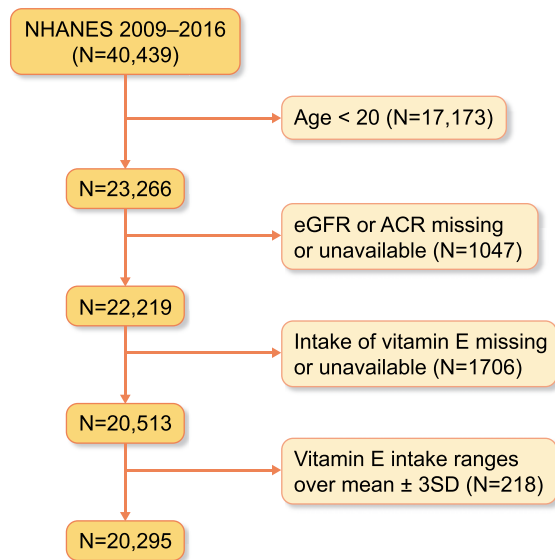 NHANES 2009–2016
(N=40,439)
Age < 20 (N=17,173)
N=23,266
eGFR or ACR missing
or unavailable (N=1047)
N=22,219
Intake of vitamin E missing
or unavailable (N=1706)
N=20,513
Vitamin E intake ranges
over mean ± 3SD (N=218)
N=20,295